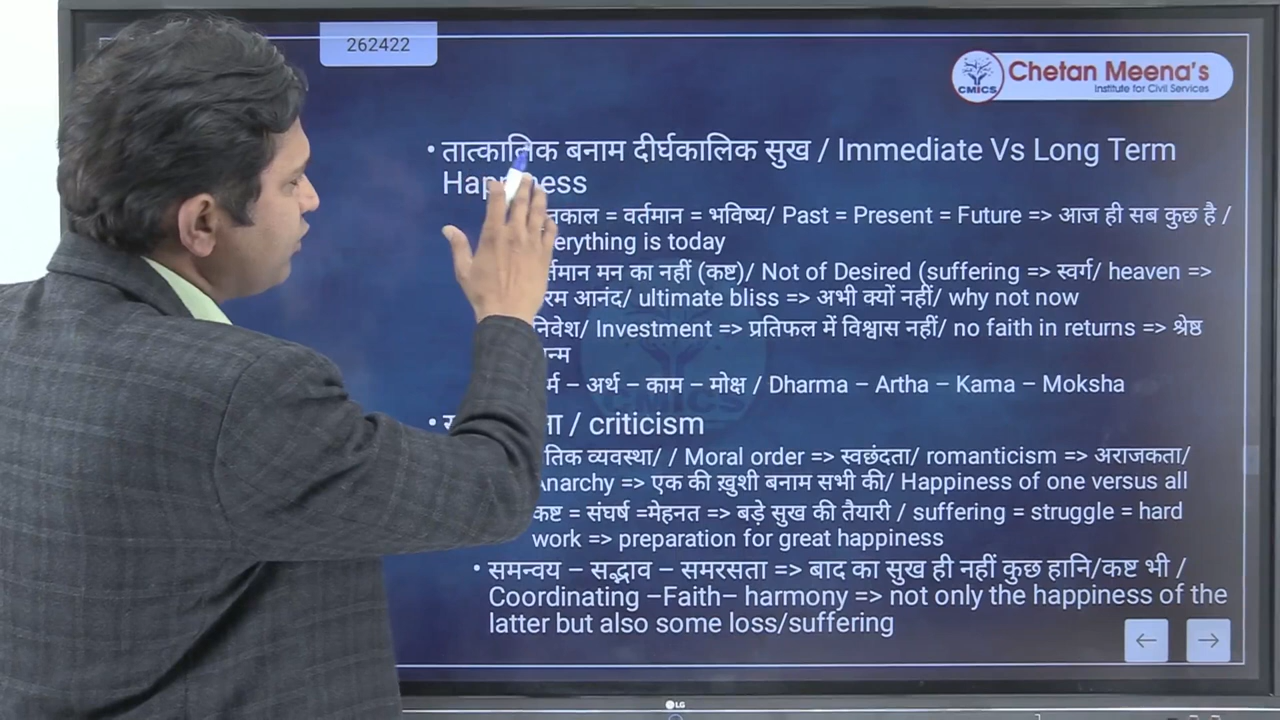 262422
CMICS
Chetan Meena's
Institute for Civil Services
• तात्कालिक बनाम दीर्घकालिक सुख / Immediate Vs Long Term
= वर्तमान = भविष्य/ Past = Present = Future => आज ही सब कुछ है /
is today
मन का नहीं (कष्ट)/ Not of Desired (suffering => स्वर्ग/ heaven =>
आनंद/ ultimate bliss => अभी क्यों नहीं/ why not now
Investment => प्रतिफल में विश्वास नहीं/ no faith in returns => श्रेष्ठ
– अर्थ – काम – मोक्ष / Dharma – Artha – Kama – Moksha
/ criticism
व्यवस्था/ / Moral order => स्वछंदता/ romanticism => अराजकता/
=> एक की ख़ुशी बनाम सभी की/ Happiness of one versus all
कष्ट = संघर्ष =मेहनत => बड़े सुख की तैयारी / suffering = struggle = hard
work => preparation for great happiness
• समन्वय – सद्भाव – समरसता => बाद का सुख ही नहीं कुछ हानि/कष्ट भी /
Coordinating –Faith– harmony => not only the happiness of the
latter but also some loss/suffering
LG